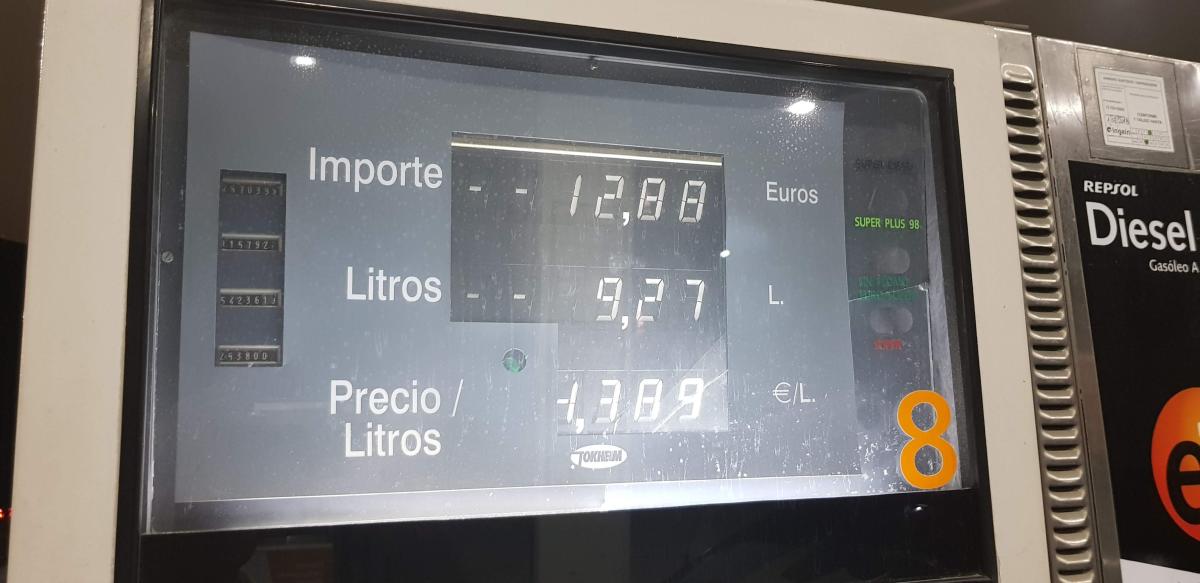 Importe
- - 12,88
Euros
Litros
- - 9,27
L.
Precio /
Litros
1,389
€/L.
TOKHEIM
SUPER PLUS 98
8
REPSOL
Diesel
Gasóleo A